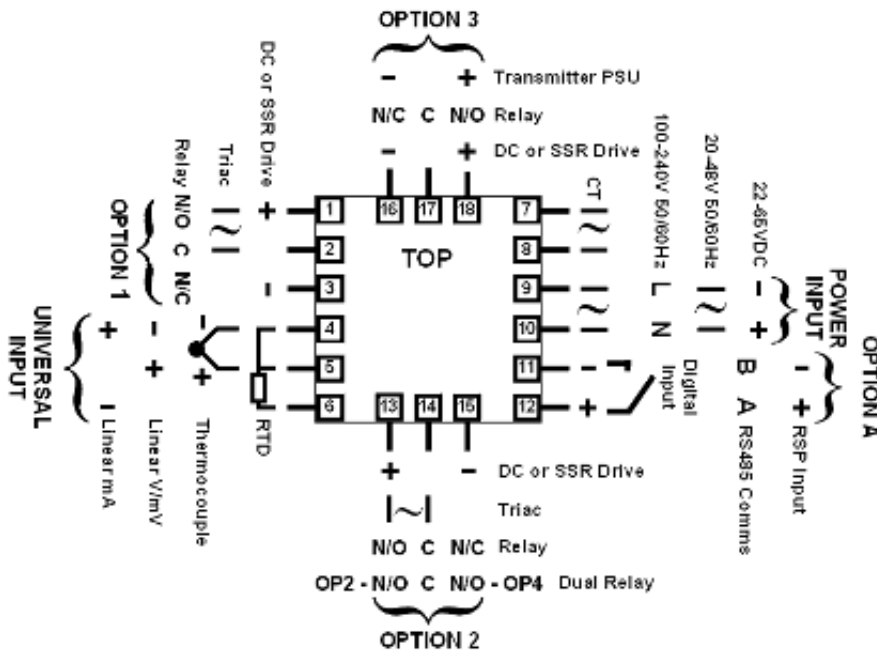 OPTION 3
- + Transmitter PSU
N/C C N/O Relay
- + DC or SSR Drive
16 17 18
TOP
1
2
3
4
5
6
7
8
9
10
11
12
13 14 15
+ - DC or SSR Drive
~ Triac
N/O C N/C Relay
OP2 - N/O C N/O - OP4 Dual Relay
OPTION 2
DC or SSR Drive + -
Triac ~
Relay N/O C N/C
OPTION 1
RTD
Thermocouple - +
Linear V/mV - +
Linear mA + -
UNIVERSAL INPUT
CT ~
~
100-240V 50/60Hz L N
20-48V 50/60Hz ~
22-65VDC - +
POWER INPUT
- + Digital Input
B A RS485 Comms
- + RSP Input
OPTION A